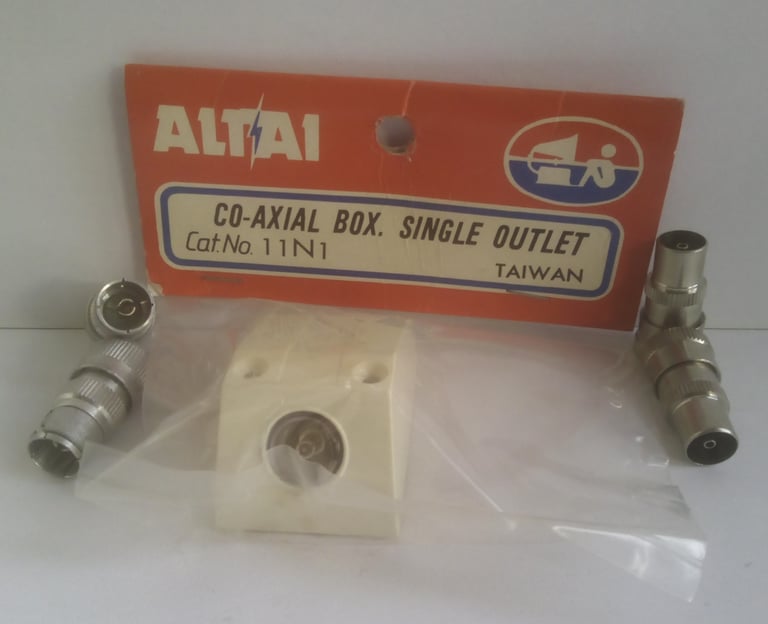 ALTAI
CO-AXIAL BOX. SINGLE OUTLET
Cat.No. 11N1
TAIWAN